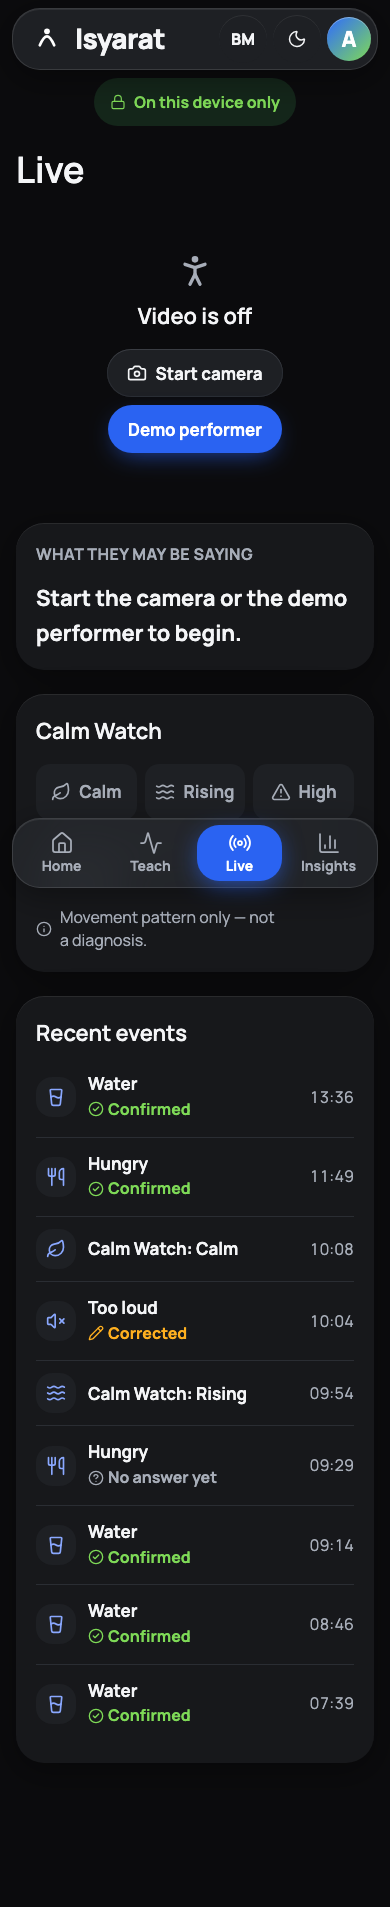 Isyarat
BM
A
On this device only
Live
Video is off
Start camera
Demo performer
WHAT THEY MAY BE SAYING
Start the camera or the demo
performer to begin.
Calm Watch
Calm
Rising
High
Home
Teach
Live
Insights
Movement pattern only — not
a diagnosis.
Recent events
Water
Confirmed
13:36
Hungry
Confirmed
11:49
Calm Watch: Calm
10:08
Too loud
Corrected
10:04
Calm Watch: Rising
09:54
Hungry
No answer yet
09:29
Water
Confirmed
09:14
Water
Confirmed
08:46
Water
Confirmed
07:39